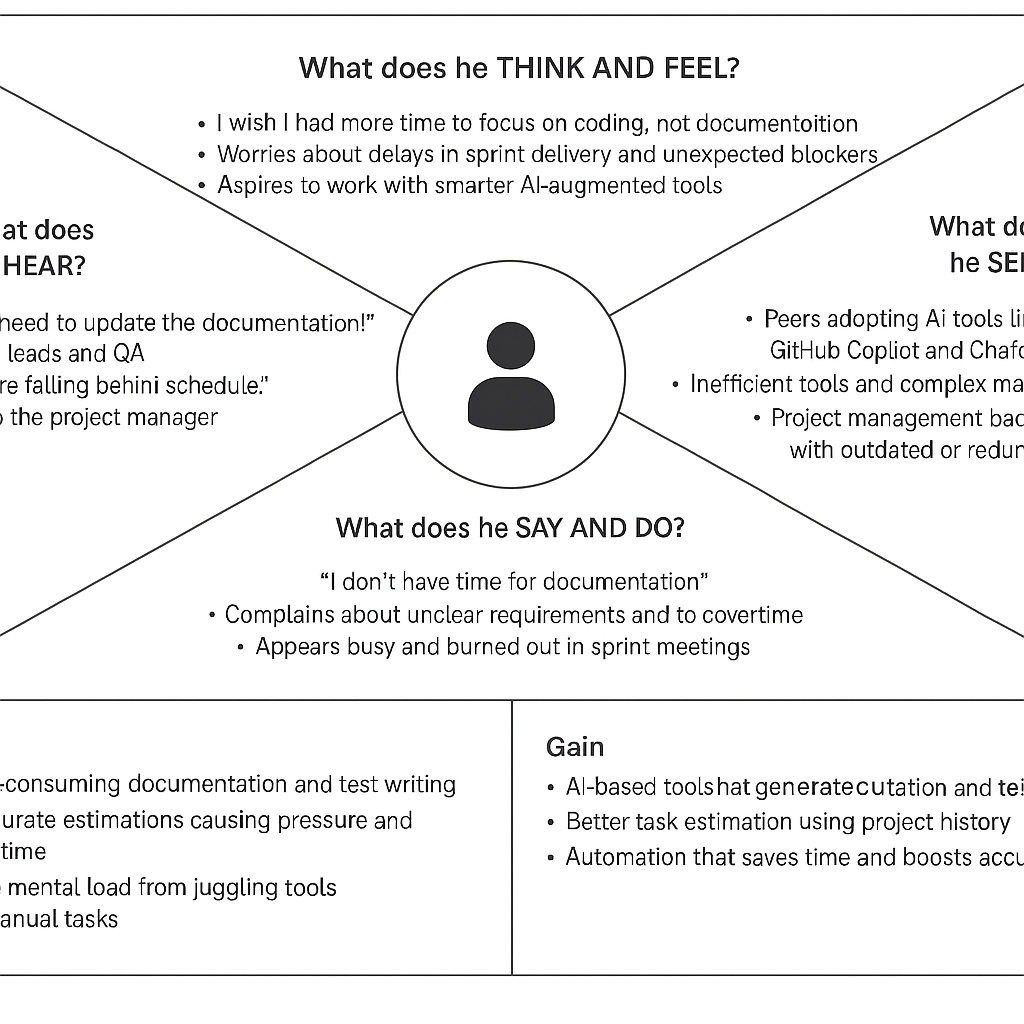 What does he THINK AND FEEL?
• I wish I had more time to focus on coding, not documentoition
• Worries about delays in sprint delivery and unexpected blockers
• Aspires to work with smarter AI-augmented tools
at does
HEAR?
need to update the documentation!”
leads and QA
re falling behini schedule.”
o the project manager
What do
he SEE
• Peers adopting Ai tools li
GitHub Copliot and Chaf
• Inefficient tools and complex ma
• Project management bac
with outdated or redun
What does he SAY AND DO?
“I don’t have time for documentation”
• Complains about unclear requirements and to covertime
• Appears busy and burned out in sprint meetings
-consuming documentation and test writing
urate estimations causing pressure and
time
mental load from juggling tools
anual tasks
Gain
• AI-based tools hat generatecutation and te
• Better task estimation using project history
• Automation that saves time and boosts accu